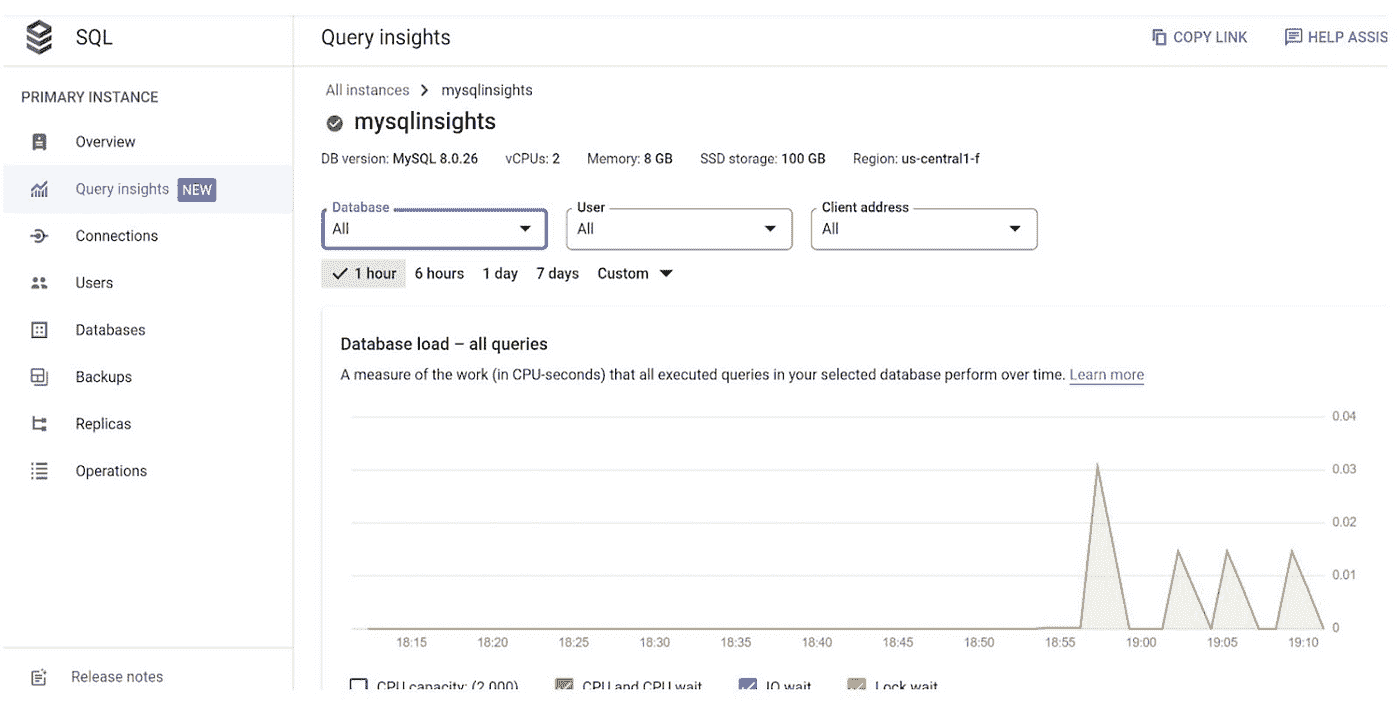 SQL
Query insights
COPY LINK
HELP ASSIS
PRIMARY INSTANCE
Overview
Query insights NEW
Connections
Users
Databases
Backups
Replicas
Operations
Release notes
All instances > mysqlinsights
mysqlinsights
DB version: MySQL 8.0.26 vCPUs: 2 Memory: 8 GB SSD storage: 100 GB Region: us-central1-f
Database User Client address
All All All
1 hour 6 hours 1 day 7 days Custom
Database load – all queries
A measure of the work (in CPU-seconds) that all executed queries in your selected database perform over time. Learn more
0.04
0.03
0.02
0.01
0
18:15 18:20 18:25 18:30 18:35 18:40 18:45 18:50 18:55 19:00 19:05 19:10
CPU capacity: (2.000) CPU and CPU wait IO wait Lock wait